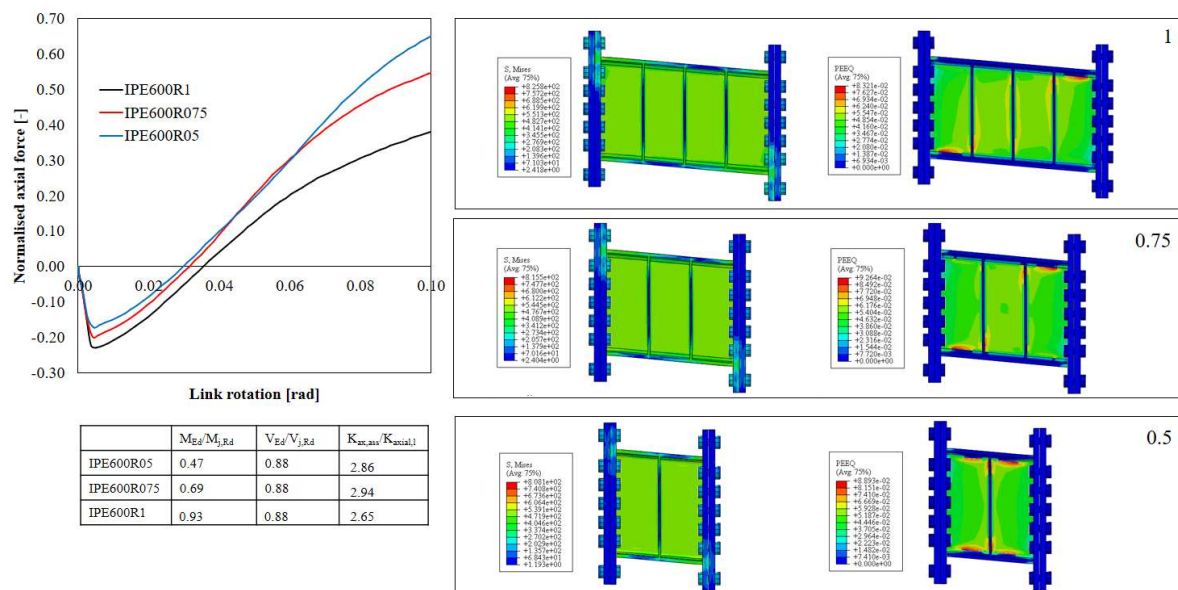 0.70
0.60
0.50
0.40
0.30
0.20
0.10
0.00
-0.10
-0.20
-0.30
Normalised axial force [-]
0.00 0.02 0.04 0.06 0.08 0.10
Link rotation [rad]
IPE600R1
IPE600R075
IPE600R05
M_Ed/M_j,Rd V_Ed/V_j,Rd K_ax,ass/K_axial,l
IPE600R05 0.47 0.88 2.86
IPE600R075 0.69 0.88 2.94
IPE600R1 0.93 0.88 2.65
1
S, Mises
(Avg: 75%)
+8.258e+02
+7.572e+02
+6.885e+02
+6.199e+02
+5.513e+02
+4.827e+02
+4.141e+02
+3.455e+02
+2.769e+02
+2.083e+02
+1.396e+02
+7.103e+01
+2.418e+00
PEEQ
(Avg: 75%)
+8.321e-02
+7.627e-02
+6.934e-02
+6.240e-02
+5.547e-02
+4.854e-02
+4.160e-02
+3.467e-02
+2.774e-02
+2.080e-02
+1.387e-02
+6.934e-03
+0.000e+00
0.75
S, Mises
(Avg: 75%)
+8.155e+02
+7.477e+02
+6.800e+02
+6.122e+02
+5.445e+02
+4.767e+02
+4.089e+02
+3.412e+02
+2.734e+02
+2.057e+02
+1.379e+02
+7.016e+01
+2.404e+00
PEEQ
(Avg: 75%)
+9.264e-02
+8.492e-02
+7.720e-02
+6.948e-02
+6.176e-02
+5.404e-02
+4.632e-02
+3.860e-02
+3.088e-02
+2.316e-02
+1.544e-02
+7.720e-03
+0.000e+00
0.5
S, Mises
(Avg: 75%)
+8.081e+02
+7.408e+02
+6.736e+02
+6.064e+02
+5.391e+02
+4.719e+02
+4.046e+02
+3.374e+02
+2.702e+02
+2.029e+02
+1.357e+02
+6.843e+01
+1.193e+00
PEEQ
(Avg: 75%)
+8.893e-02
+8.151e-02
+7.410e-02
+6.669e-02
+5.928e-02
+5.187e-02
+4.446e-02
+3.705e-02
+2.964e-02
+2.223e-02
+1.482e-02
+7.410e-03
+0.000e+00